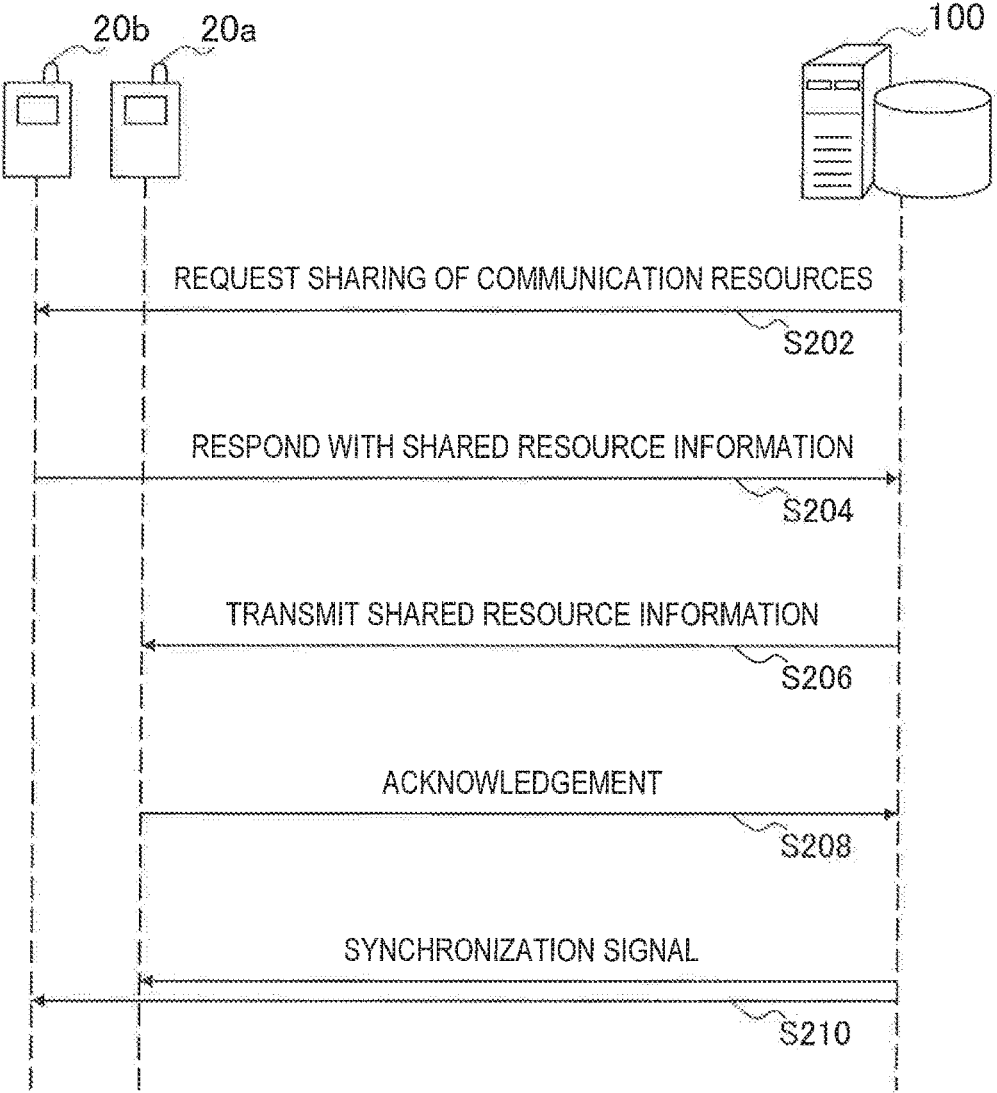 20b
20a
100
REQUEST SHARING OF COMMUNICATION RESOURCES
S202
RESPOND WITH SHARED RESOURCE INFORMATION
S204
TRANSMIT SHARED RESOURCE INFORMATION
S206
ACKNOWLEDGEMENT
S208
SYNCHRONIZATION SIGNAL
S210